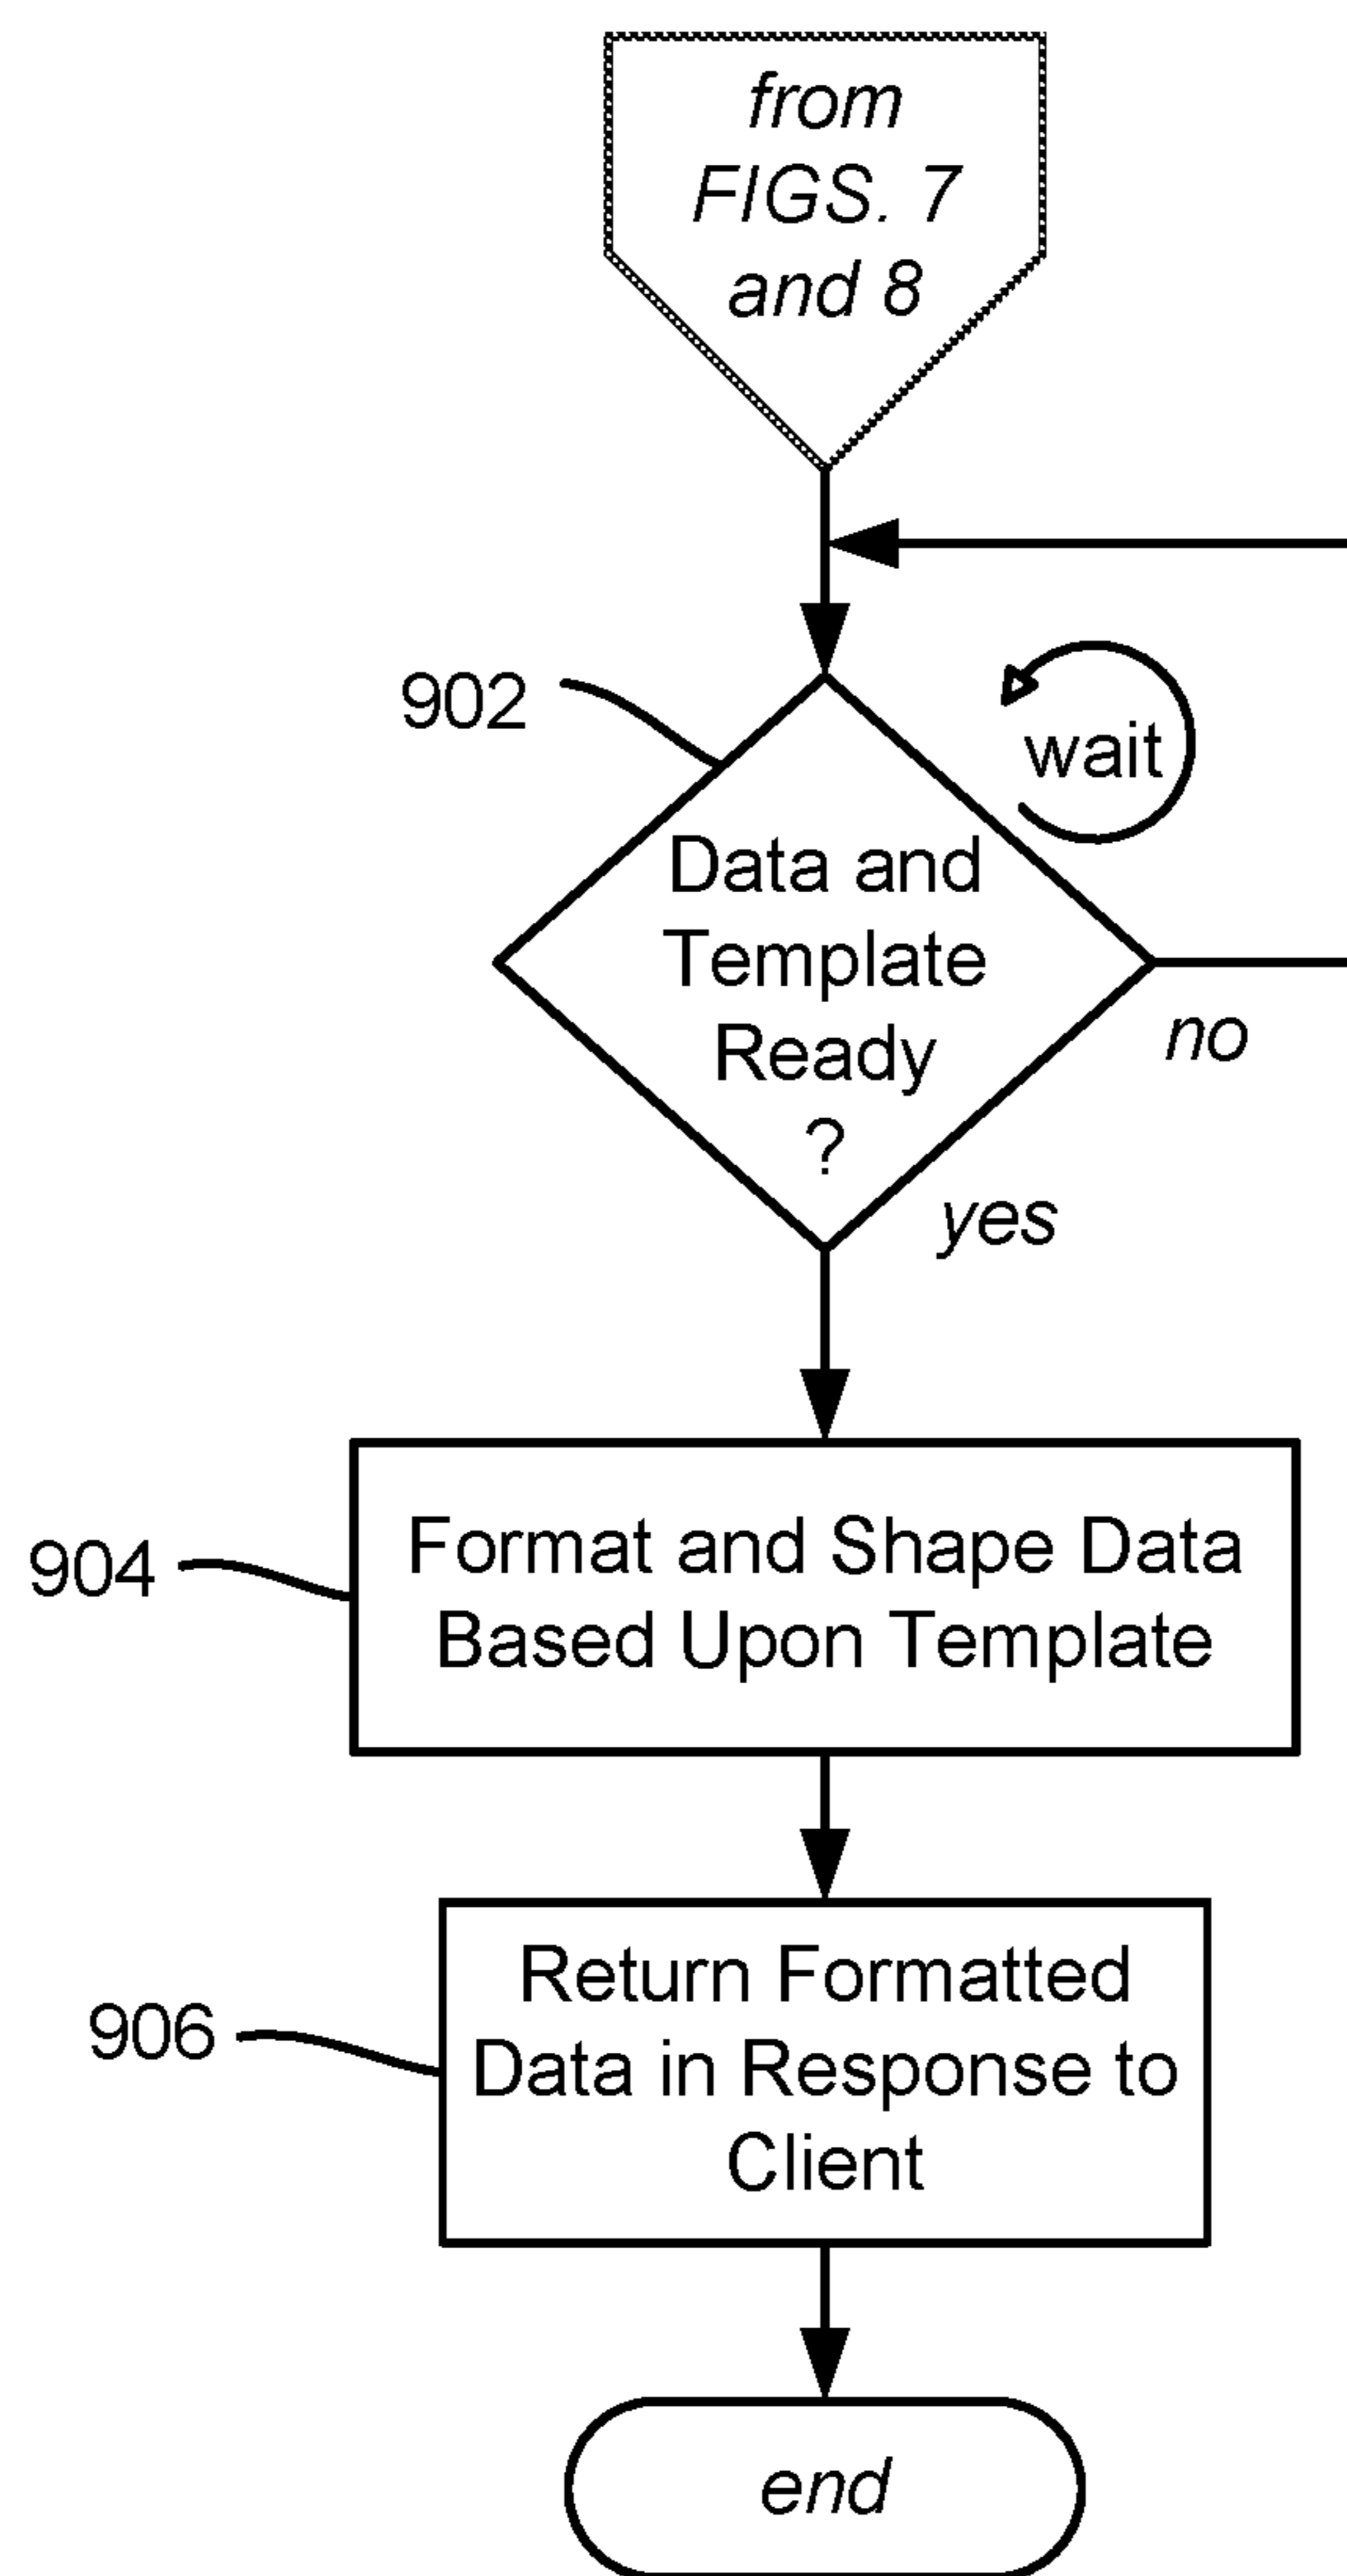 from
FIGS. 7
and 8
902
wait
Data and
Template
Ready
?
no
yes
904
Format and Shape Data
Based Upon Template
906
Return Formatted
Data in Response to
Client
end